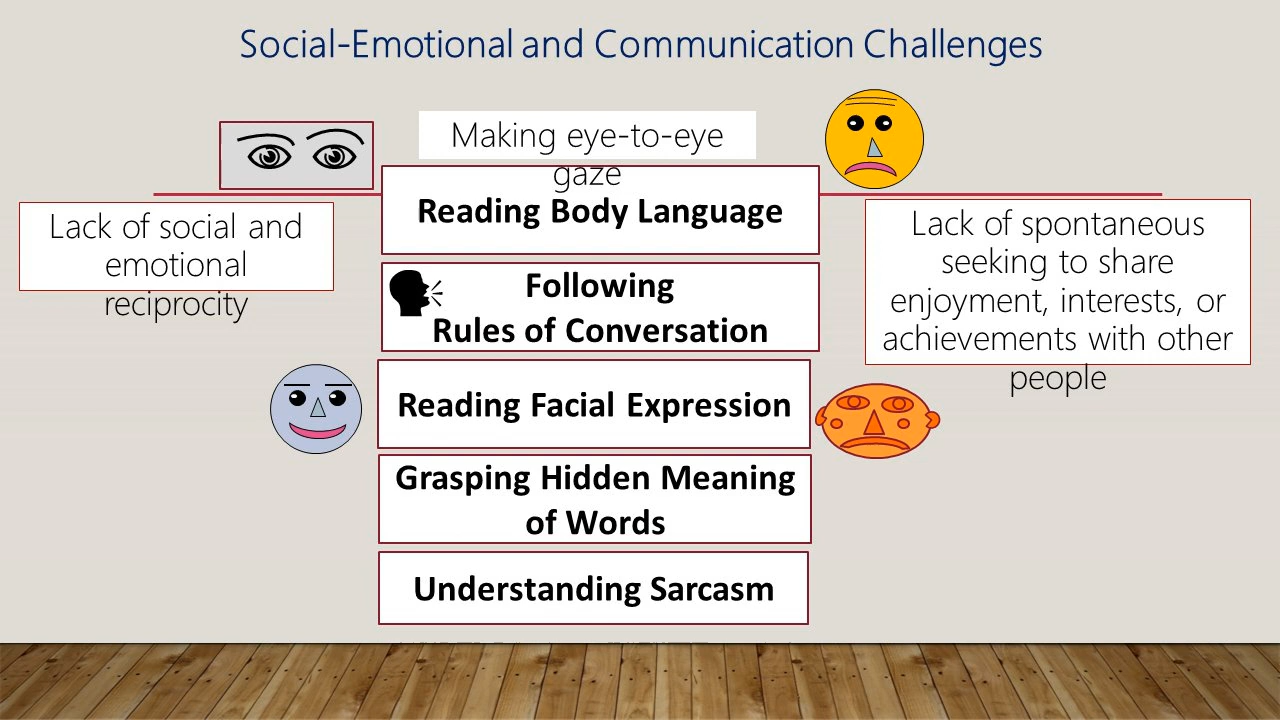 Social-Emotional and Communication Challenges
Making eye-to-eye
gaze
Lack of social and
emotional
reciprocity
Reading Body Language
Following
Rules of Conversation
Reading Facial Expression
Grasping Hidden Meaning
of Words
Understanding Sarcasm
Lack of spontaneous
seeking to share
enjoyment, interests, or
achievements with other
people